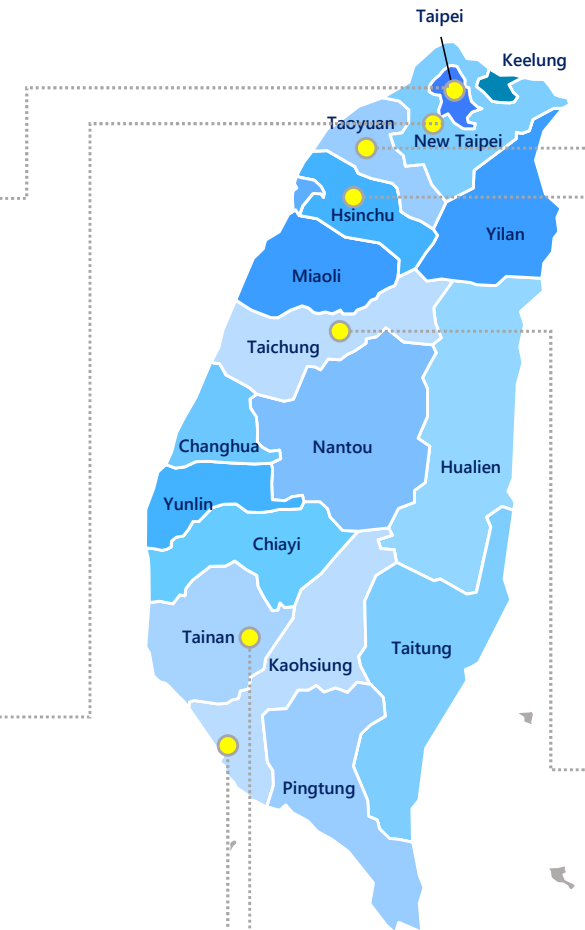 Taipei
Keelung
Taoyuan
New Taipei
Hsinchu
Yilan
Miaoli
Taichung
Changhua
Nantou
Hualien
Yunlin
Chiayi
Tainan
Kaohsiung
Taitung
Pingtung